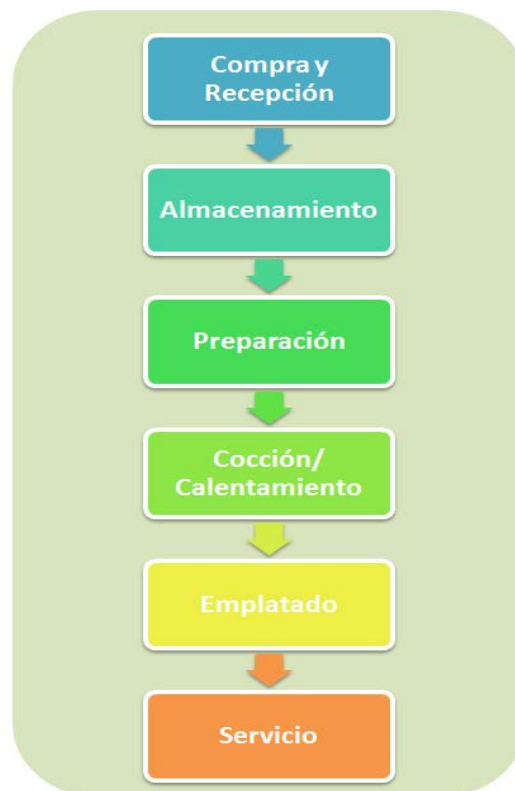 Compra y
Recepción
Almacenamiento
Preparación
Cocción/
Calentamiento
Emplatado
Servicio